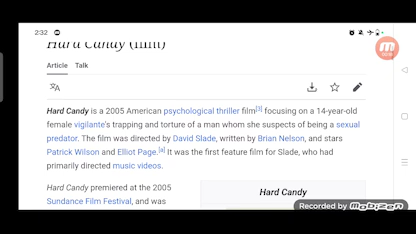 2:32
Hard Candy (film)
Article Talk
Hard Candy is a 2005 American psychological thriller film[3] focusing on a 14-year-old
female vigilante's trapping and torture of a man whom she suspects of being a sexual
predator. The film was directed by David Slade, written by Brian Nelson, and stars
Patrick Wilson and Elliot Page.[4] It was the first feature film for Slade, who had
primarily directed music videos.
Hard Candy premiered at the 2005
Hard Candy
Sundance Film Festival, and was
Recorded by Mobizen